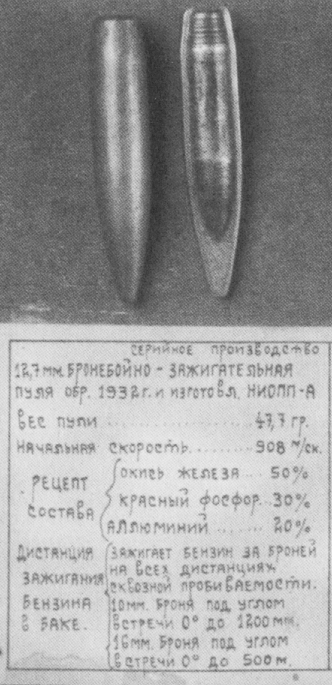 СЕРИЙНОЕ ПРОИЗВОДСТВО
12,7 мм. БРОНЕБОЙНО - ЗАЖИГАТЕЛЬНАЯ
ПУЛЯ ОБР. 1932 г. И ИЗГОТОВЛ. НИОПП-А
ВЕС ПУЛИ ............ 47,7 ГР.
НАЧАЛЬНАЯ СКОРОСТЬ ........ 908 М/СК.
РЕЦЕПТ СОСТАВА
ОКИСЬ ЖЕЛЕЗА ... 50%
КРАСНЫЙ ФОСФОР.. 30%
АЛЛЮМИНИЙ ..... 20%
ДИСТАНЦИЯ
ЗАЖИГАНИЯ
БЕНЗИНА
В БАКЕ.
ЗАЖИГАЕТ БЕНЗИН ЗА БРОНЕЙ
НА ВСЕХ ДИСТАНЦИЯХ
СКВОЗНОЙ ПРОБИВАЕМОСТИ.
10мм. БРОНЯ ПОД УГЛОМ
ВСТРЕЧИ 0° ДО 1200 мт.
16мм. БРОНЯ ПОД УГЛОМ
ВСТРЕЧИ 0° ДО 500 м.